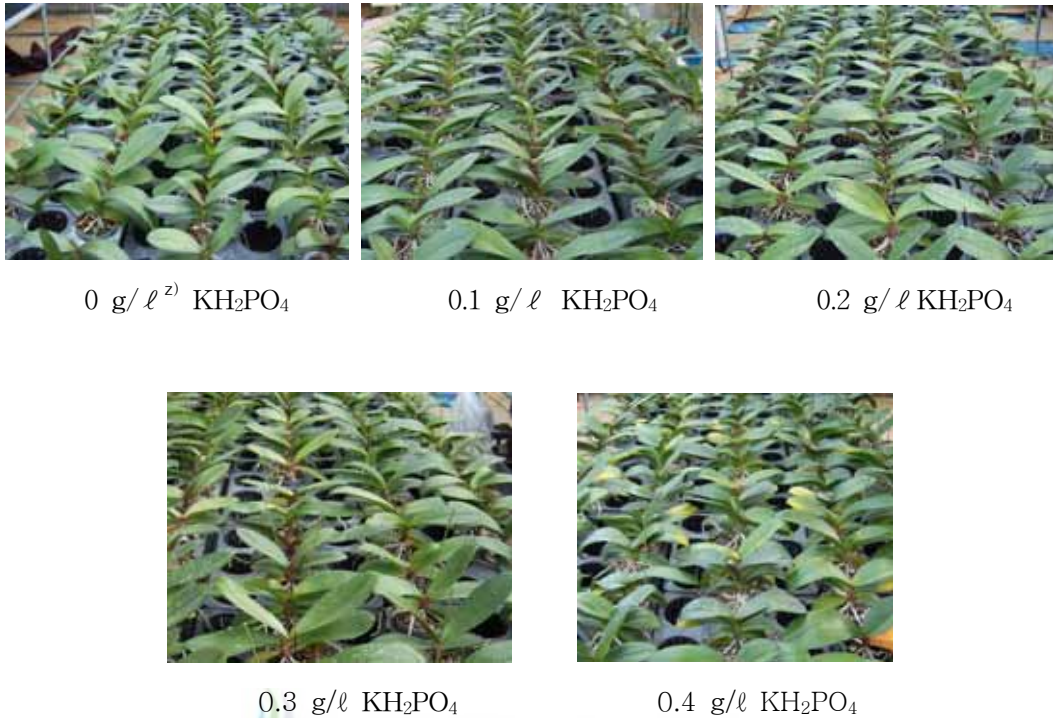 0 g/ℓ z) KH₂PO₄
0.1 g/ℓ KH₂PO₄
0.2 g/ℓ KH₂PO₄
0.3 g/ℓ KH₂PO₄
0.4 g/ℓ KH₂PO₄